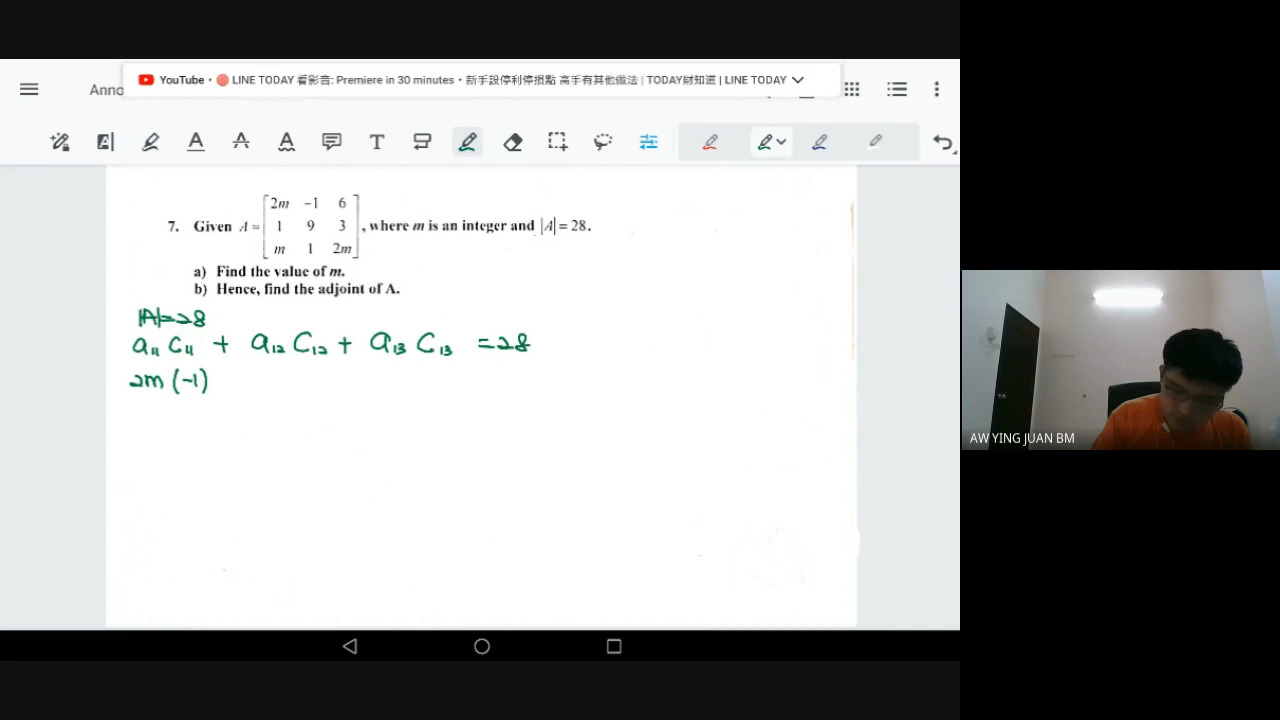 YouTube • 🔴 LINE TODAY 看影音: Premiere in 30 minutes • 新手設停利停損點 高手有其他做法 | TODAY財知道 | LINE TODAY
Anno
7. Given A = [2m -1 6
1 9 3
m 1 2m], where m is an integer and |A| = 28.
a) Find the value of m.
b) Hence, find the adjoint of A.
|A|=28
a₁₁ C₁₁ + a₁₂ C₁₂ + a₁₃ C₁₃ =28
2m (-1)
AW YING JUAN BM